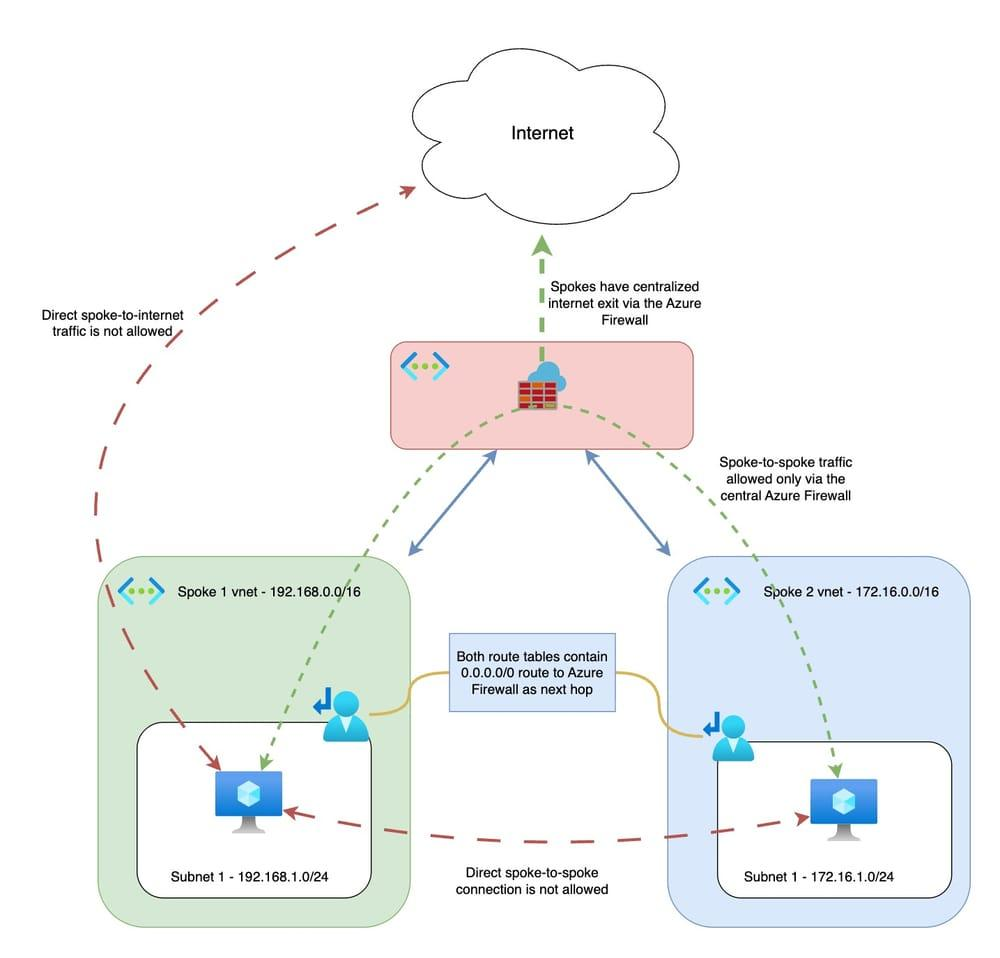 Internet
Spokes have centralized
internet exit via the Azure
Firewall
Direct spoke-to-internet
traffic is not allowed
Spoke-to-spoke traffic
allowed only via the
central Azure Firewall
Spoke 1 vnet - 192.168.0.0/16
Spoke 2 vnet - 172.16.0.0/16
Both route tables contain
0.0.0.0/0 route to Azure
Firewall as next hop
Subnet 1 - 192.168.1.0/24
Subnet 1 - 172.16.1.0/24
Direct spoke-to-spoke
connection is not allowed